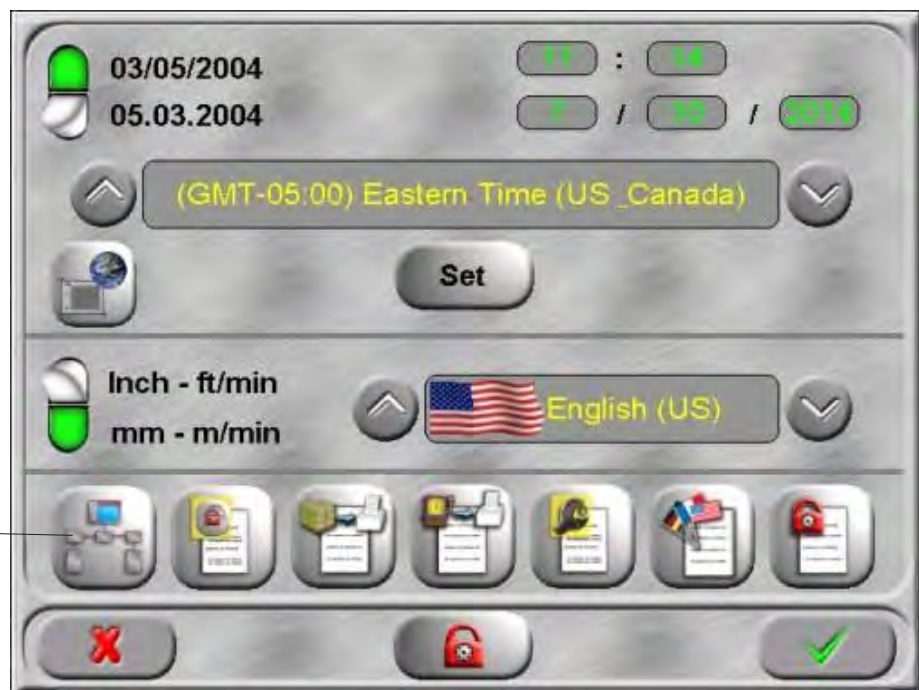 03/05/2004
11 : 14
05.03.2004
7 / 10 / 2014
(GMT-05:00) Eastern Time (US _Canada)
Set
Inch - ft/min
mm - m/min
English (US)